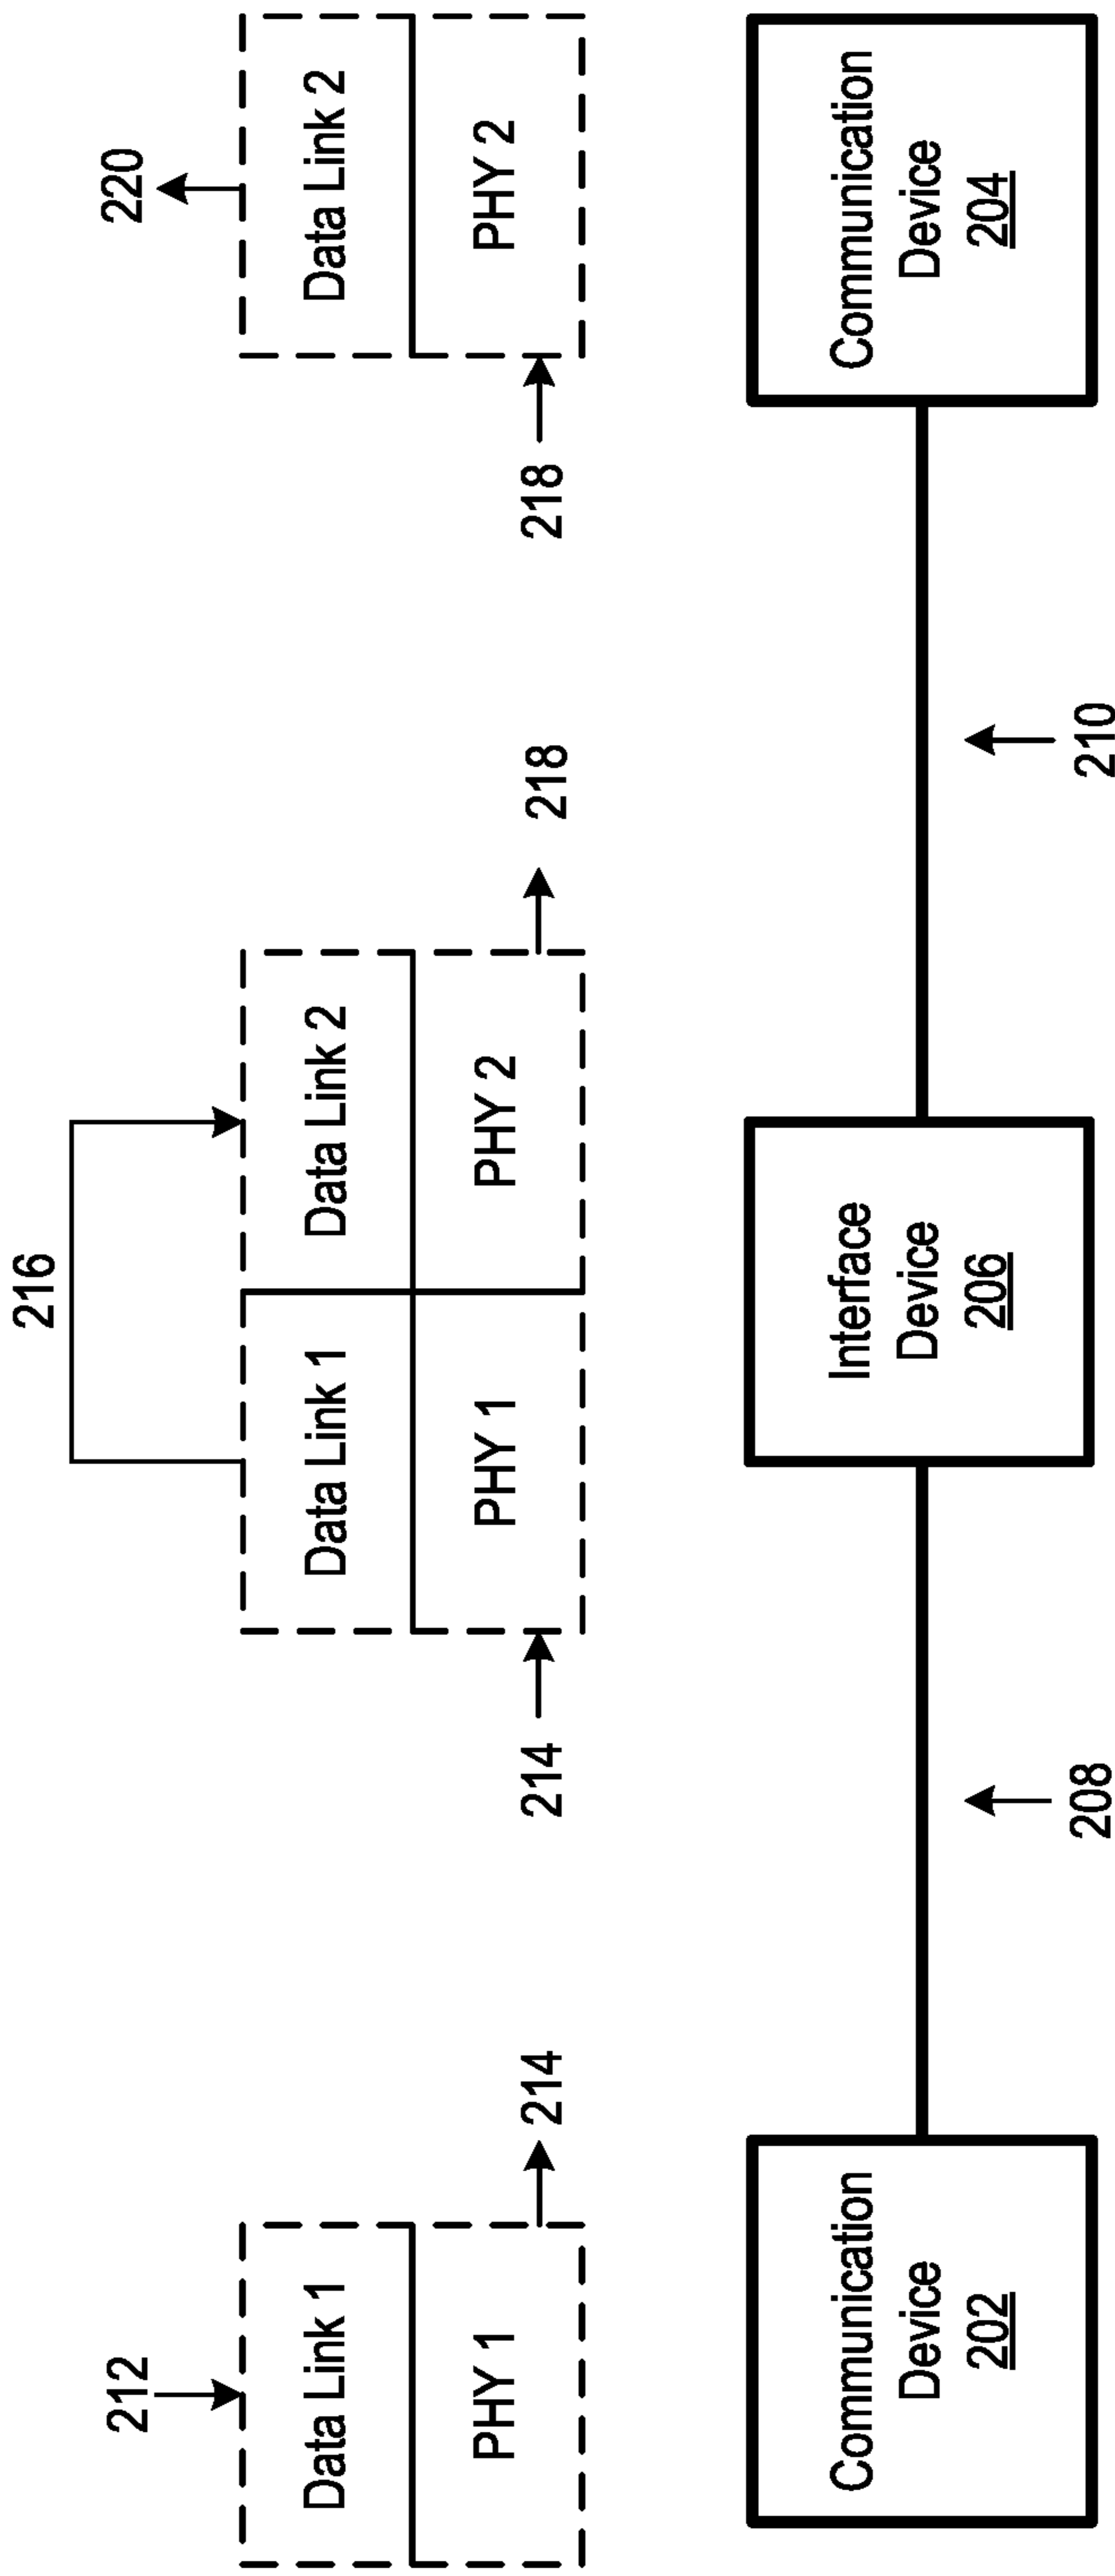 216
212
220
Data Link 1
Data Link 1
Data Link 2
Data Link 2
PHY 1
214
214
PHY 1
PHY 2
218
218
PHY 2
Communication
Device
202
Interface
Device
206
Communication
Device
204
208
210